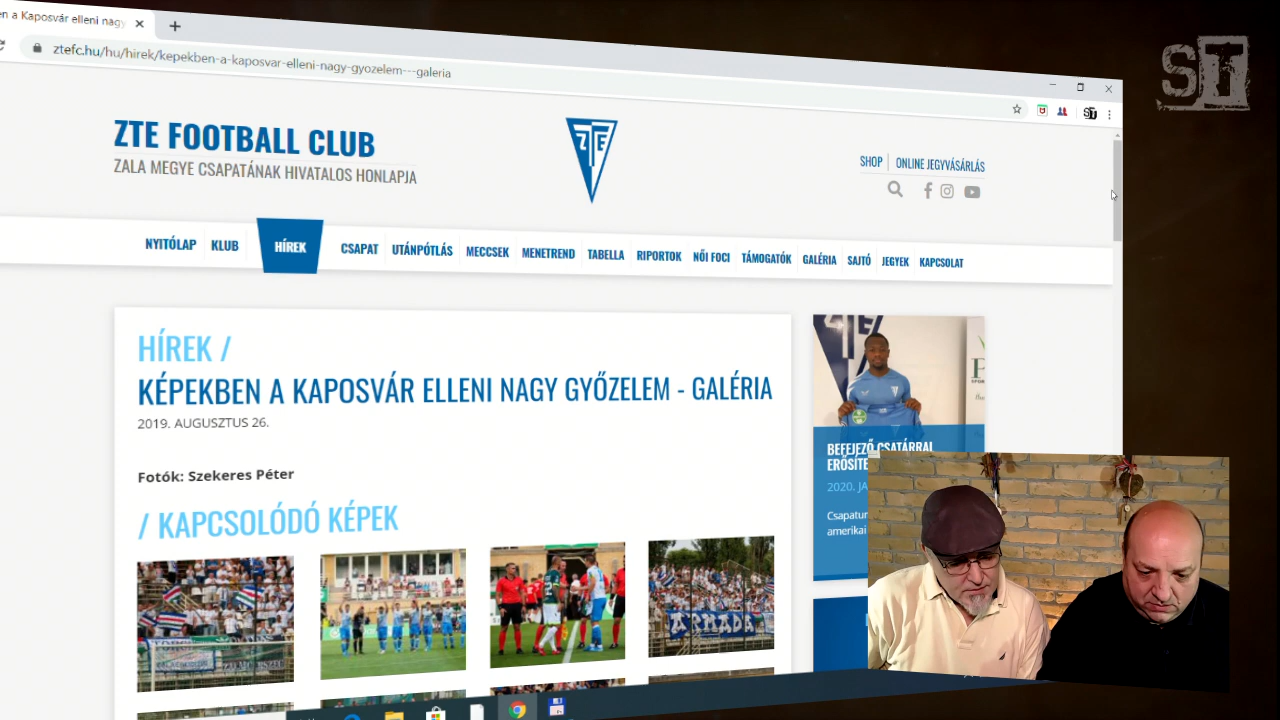 en a Kaposvár elleni nagy
ztefc.hu/hu/hirek/kepekben-a-kaposvar-elleni-nagy-gyozelem---galeria
ST
ZTE FOOTBALL CLUB
ZALA MEGYE CSAPATÁNAK HIVATALOS HONLAPJA
ZTE
SHOP
ONLINE JEGYVÁSÁRLÁS
NYITÓLAP
KLUB
HÍREK
CSAPAT
UTÁNPÓTLÁS
MECCSEK
MENETREND
TABELLA
RIPORTOK
NŐI FOCI
TÁMOGATÓK
GALÉRIA
SAJTÓ
JEGYEK
KAPCSOLAT
HÍREK /
KÉPEKBEN A KAPOSVÁR ELLENI NAGY GYŐZELEM - GALÉRIA
2019. AUGUSZTUS 26.
Fotók: Szekeres Péter
/ KAPCSOLÓDÓ KÉPEK
ARMADA
BEFEJEZŐ CSATÁRRAL
ERŐSÍTE
2020. JA
Csapatun
amerikai